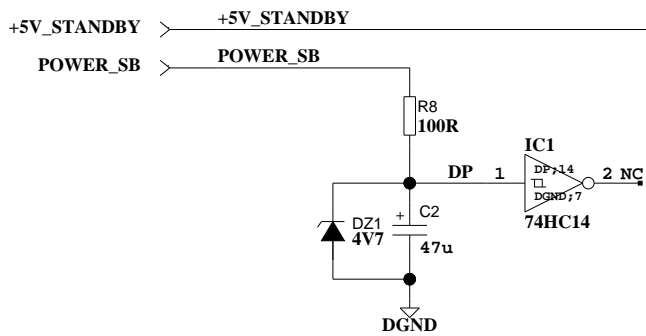 +5V_STANDBY
+5V_STANDBY
POWER_SB
POWER_SB
R8
100R
IC1
DP
1
DP;14
DGND;7
2
NC
74HC14
DZ1
4V7
+
C2
47u
DGND